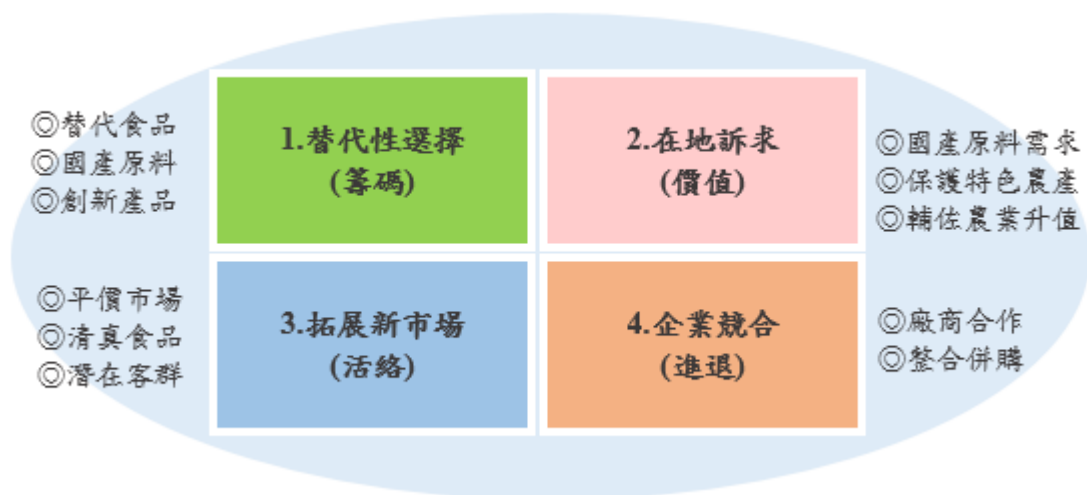 ◎替代食品
◎國產原料
◎創新產品
1.替代性選擇
(籌碼)
2.在地訴求
(價值)
◎國產原料需求
◎保護特色農產
◎輔佐農業升值
◎平價市場
◎清真食品
◎潛在客群
3.拓展新市場
(活絡)
4.企業競合
(進退)
◎廠商合作
◎整合併購